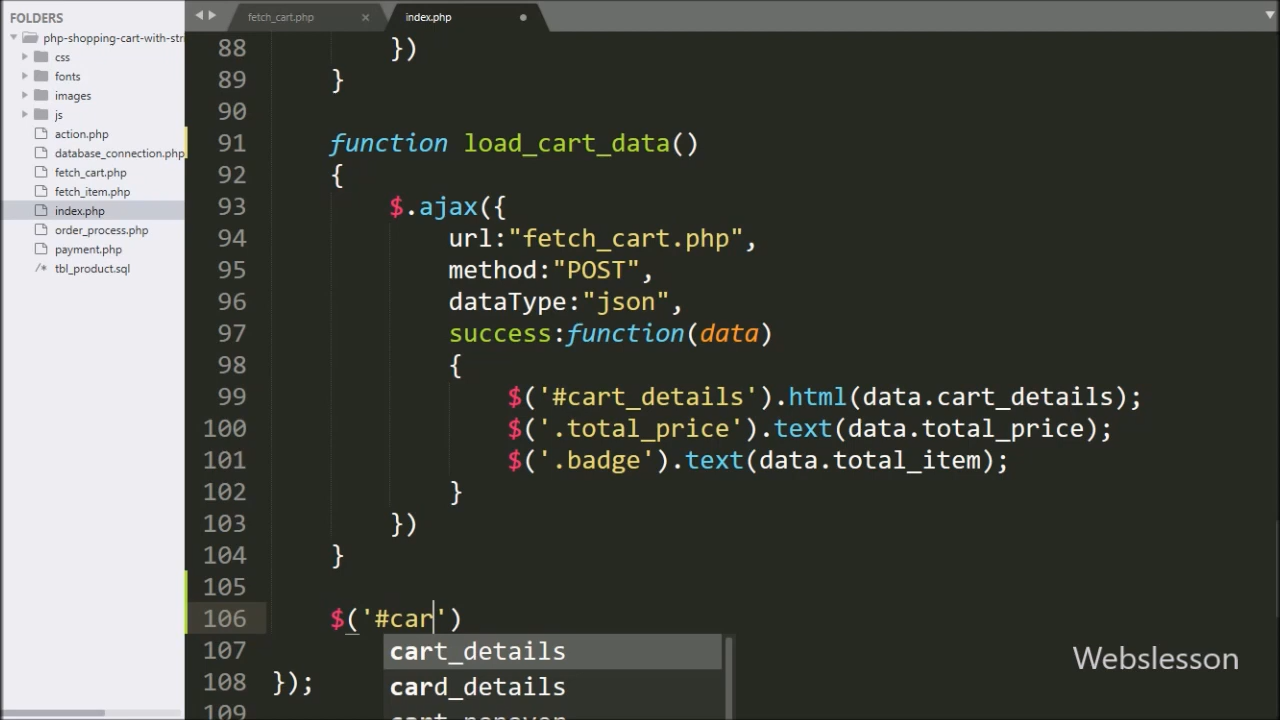 FOLDERS
php-shopping-cart-with-stri
css
fonts
images
js
action.php
database_connection.php
fetch_cart.php
fetch_item.php
index.php
order_process.php
payment.php
/* tbl_product.sql
fetch_cart.php × index.php
88 })
89 }
90
91 function load_cart_data()
92 {
93 $.ajax({
94 url:"fetch_cart.php",
95 method:"POST",
96 dataType:"json",
97 success:function(data)
98 {
99 $('#cart_details').html(data.cart_details);
100 $('.total_price').text(data.total_price);
101 $('.badge').text(data.total_item);
102 }
103 })
104 }
105
106 $('#car')
107 cart_details
108 }); card_details
109
Webslesson